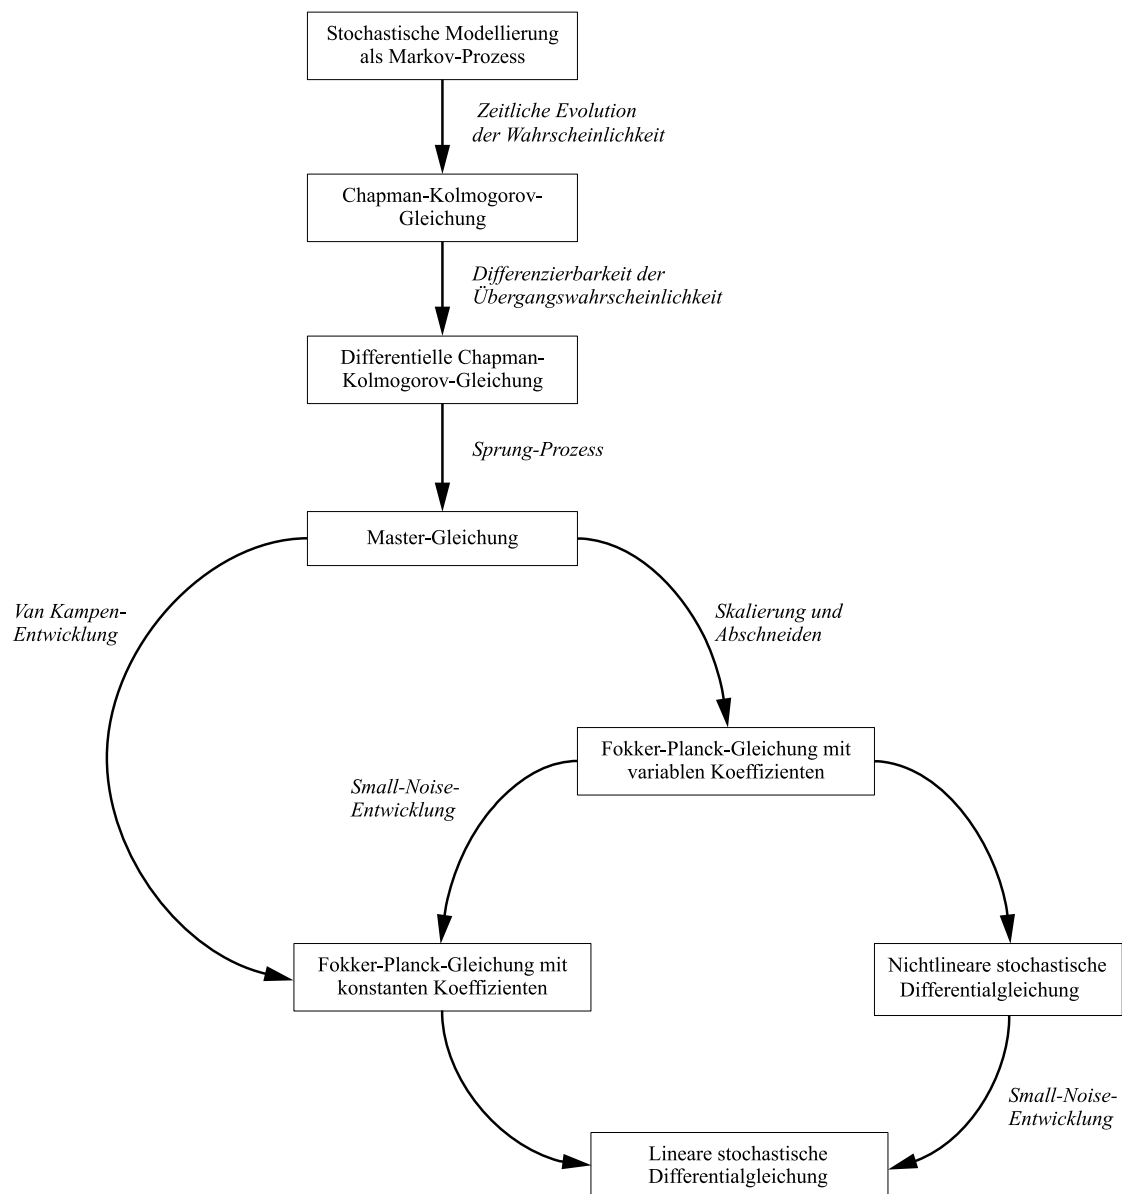 Stochastische Modellierung
als Markov-Prozess
Zeitliche Evolution
der Wahrscheinlichkeit
Chapman-Kolmogorov-
Gleichung
Differenzierbarkeit der
Übergangswahrscheinlichkeit
Differentielle Chapman-
Kolmogorov-Gleichung
Sprung-Prozess
Master-Gleichung
Van Kampen-
Entwicklung
Skalierung und
Abschneiden
Fokker-Planck-Gleichung mit
variablen Koeffizienten
Small-Noise-
Entwicklung
Fokker-Planck-Gleichung mit
konstanten Koeffizienten
Nichtlineare stochastische
Differentialgleichung
Small-Noise-
Entwicklung
Lineare stochastische
Differentialgleichung